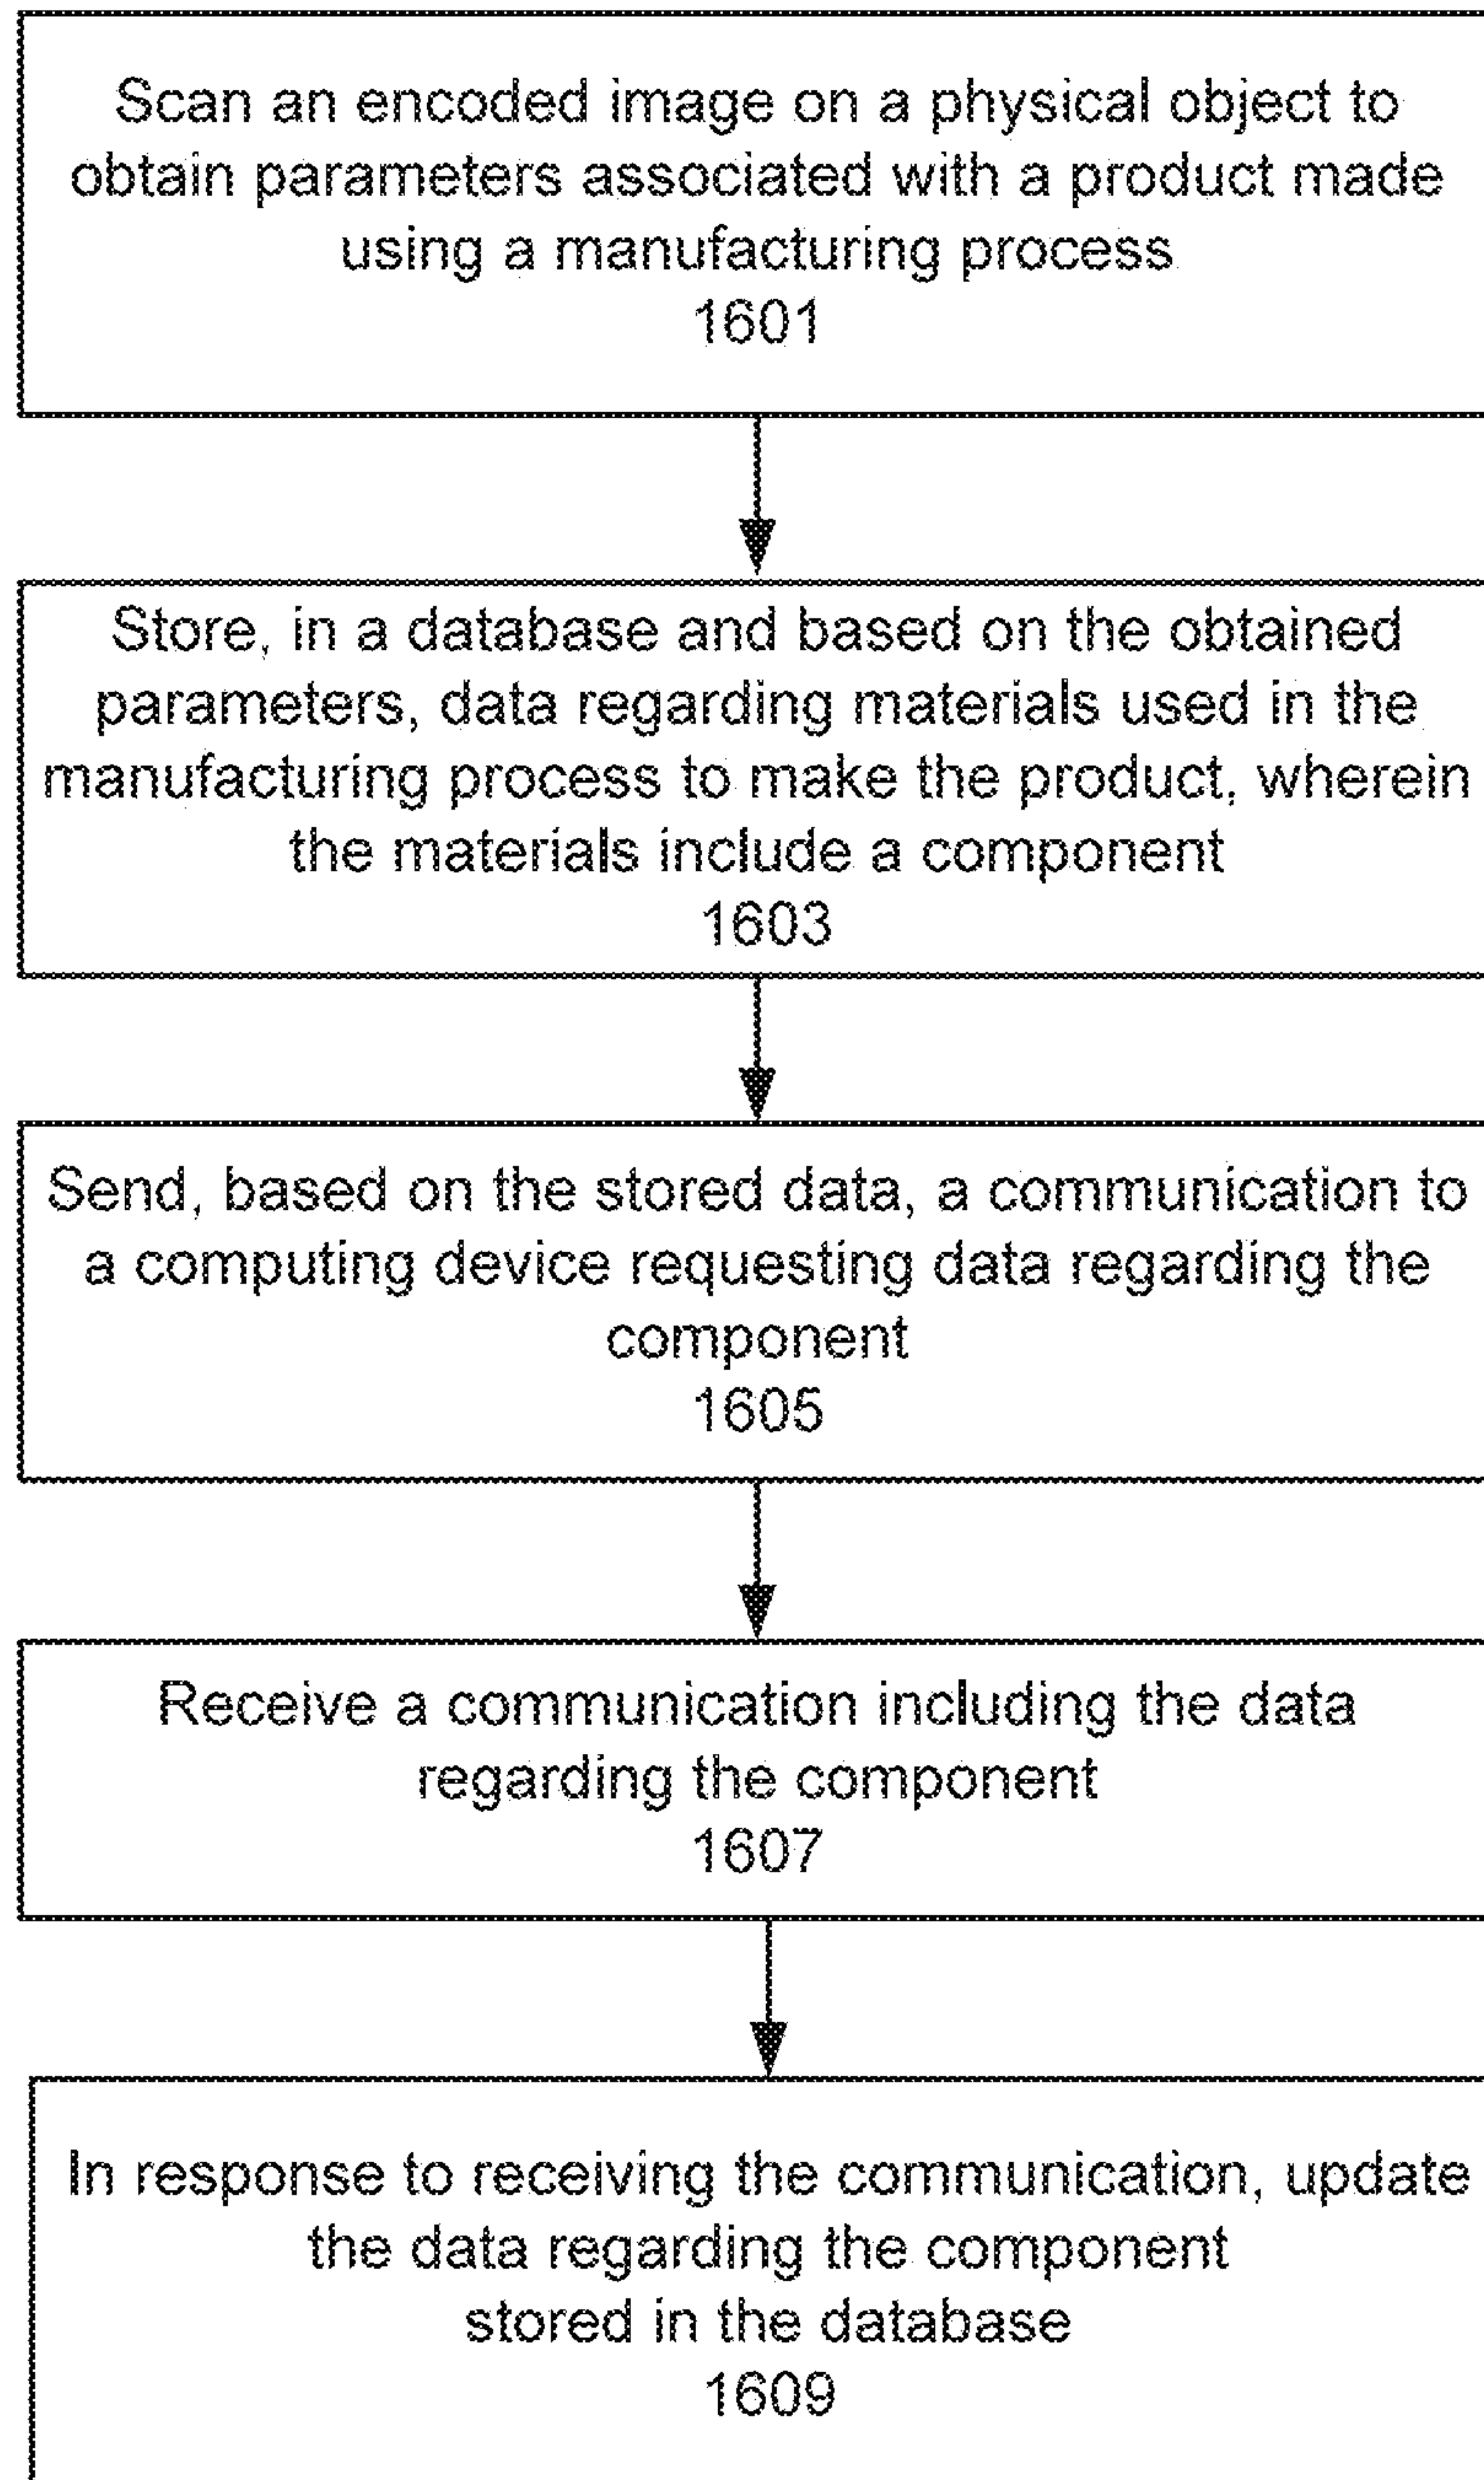 Scan an encoded image on a physical object to
obtain parameters associated with a product made
using a manufacturing process
1601
Store, in a database and based on the obtained
parameters, data regarding materials used in the
manufacturing process to make the product, wherein
the materials include a component
1603
Send, based on the stored data, a communication to
a computing device requesting data regarding the
component
1605
Receive a communication including the data
regarding the component
1607
In response to receiving the communication, update
the data regarding the component
stored in the database
1609